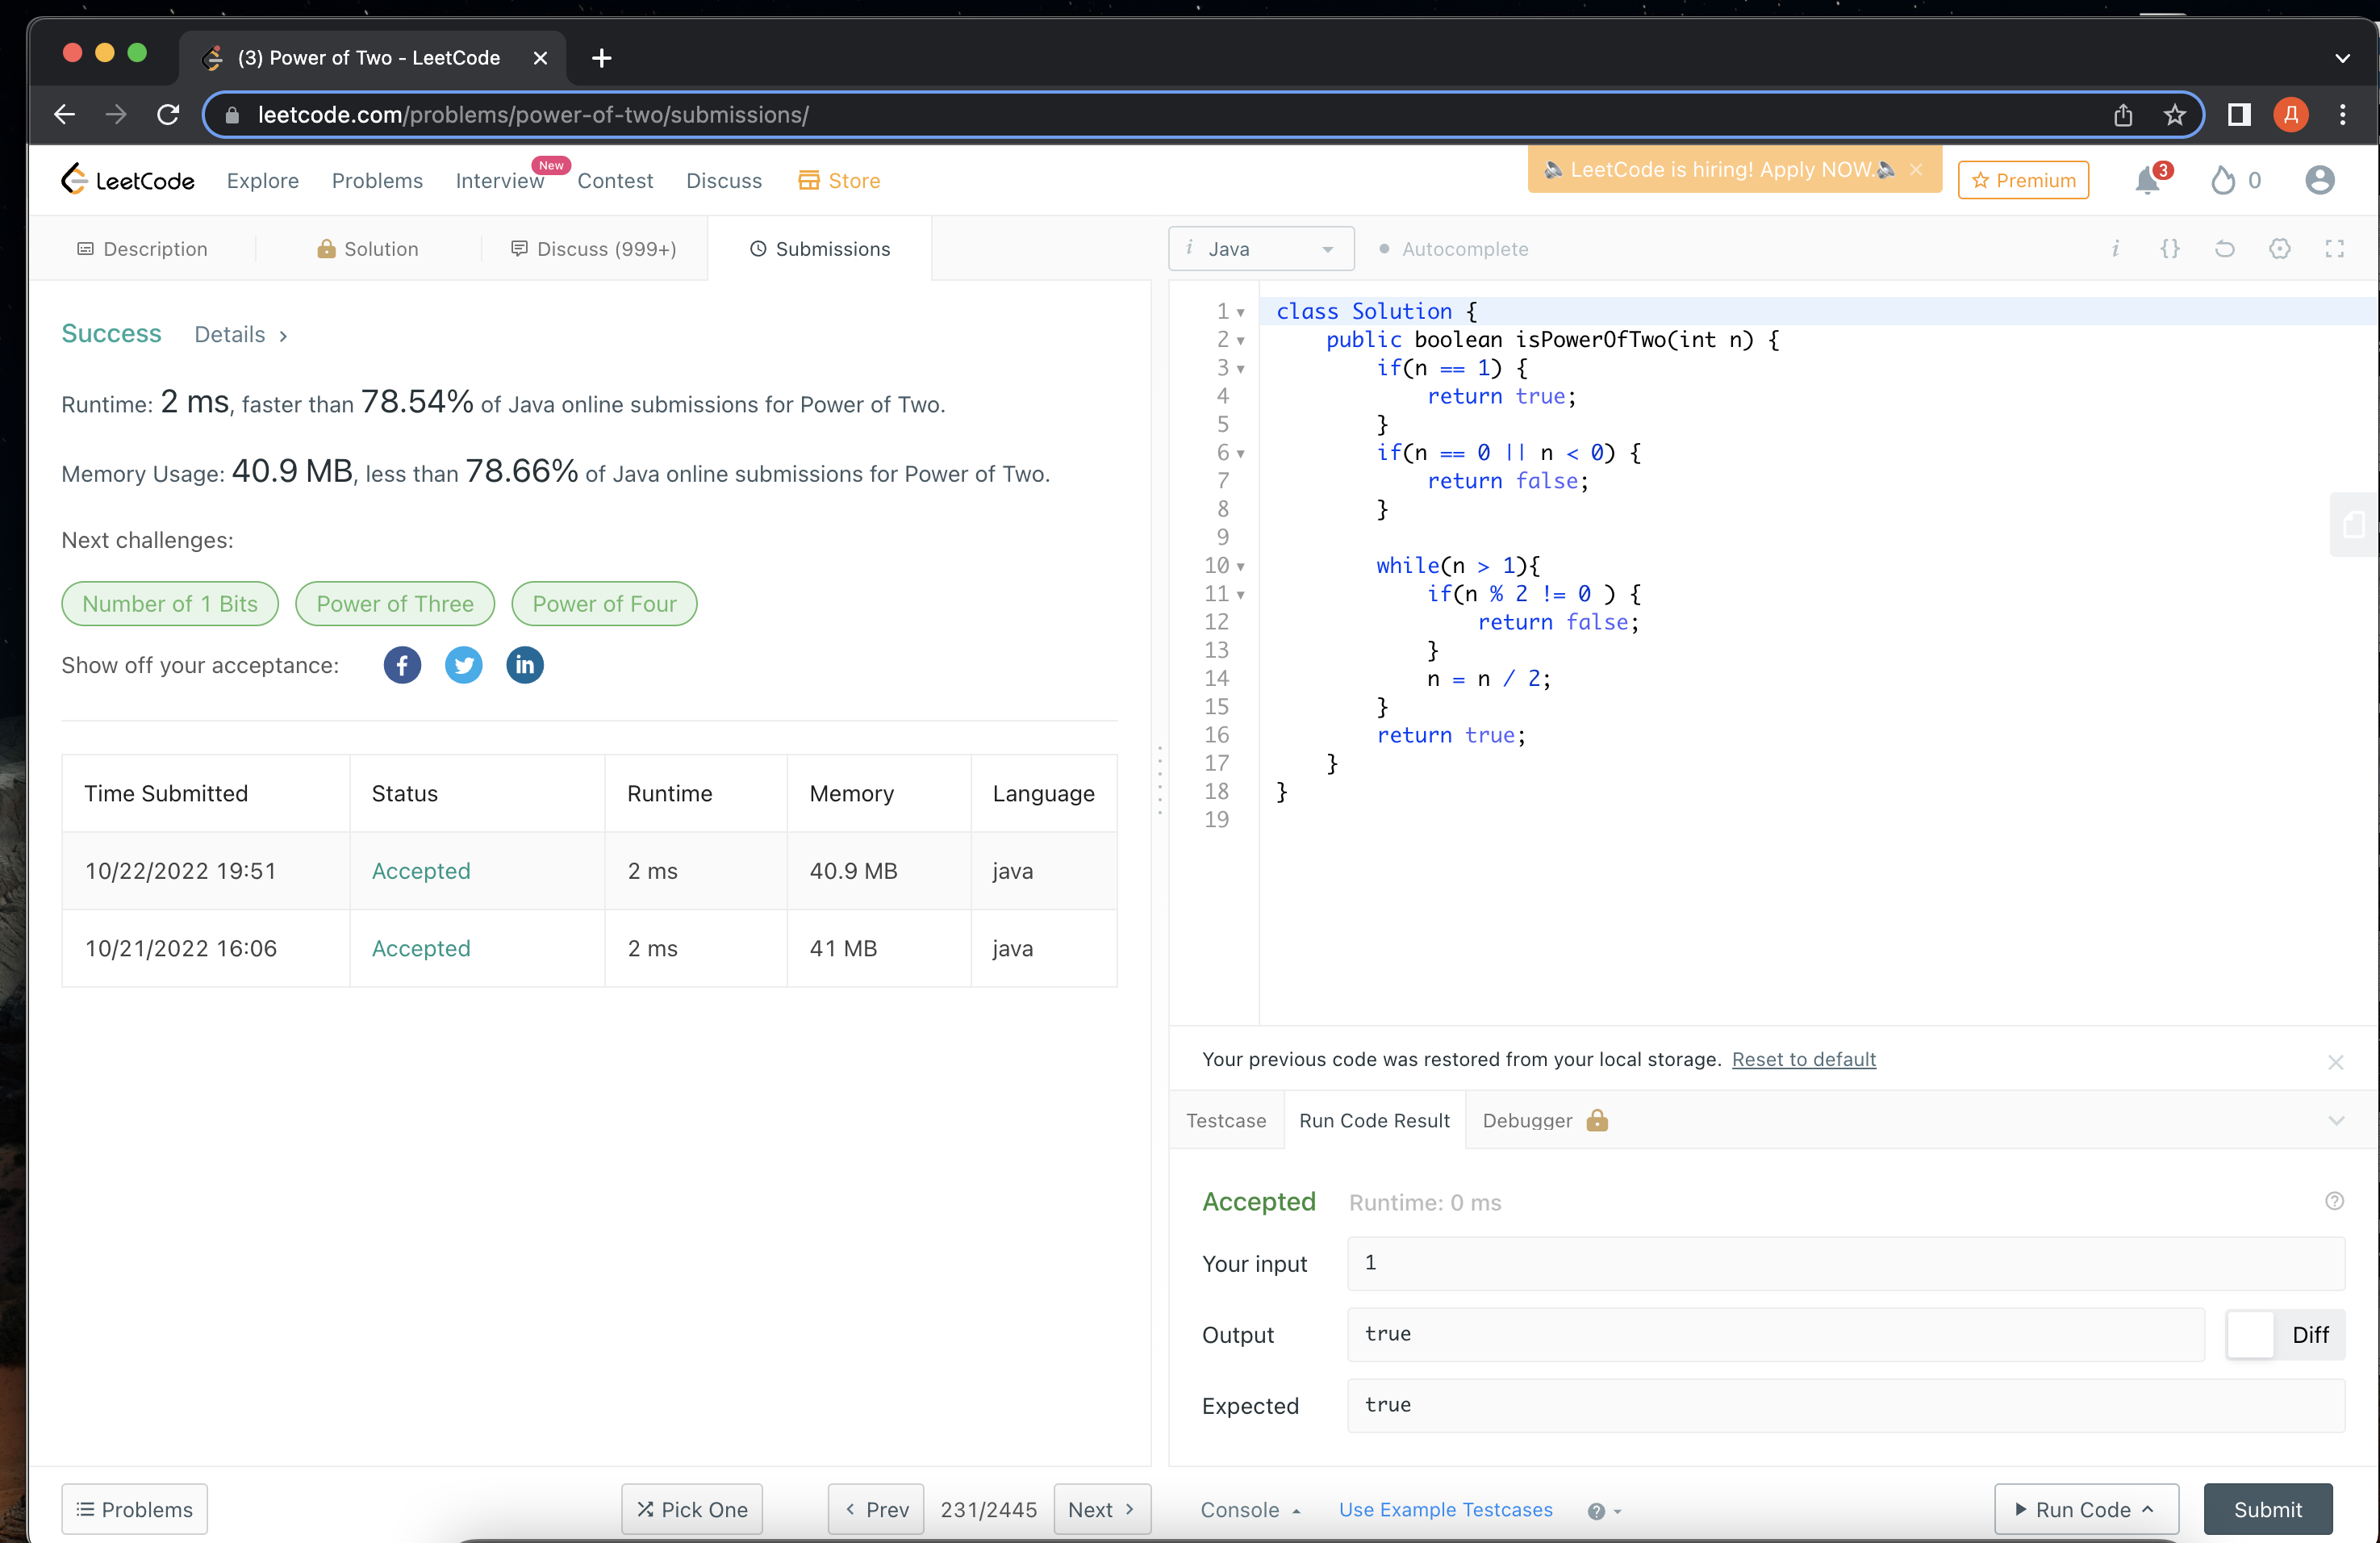 (3) Power of Two - LeetCode
leetcode.com/problems/power-of-two/submissions/
Д
LeetCode
Explore
Problems
Interview
New
Contest
Discuss
Store
LeetCode is hiring! Apply NOW.
Premium
3
0
Description
Solution
Discuss (999+)
Submissions
Success
Details
Runtime: 2 ms, faster than 78.54% of Java online submissions for Power of Two.
Memory Usage: 40.9 MB, less than 78.66% of Java online submissions for Power of Two.
Next challenges:
Number of 1 Bits
Power of Three
Power of Four
Show off your acceptance:
Time Submitted Status Runtime Memory Language
10/22/2022 19:51 Accepted 2 ms 40.9 MB java
10/21/2022 16:06 Accepted 2 ms 41 MB java
i Java
Autocomplete
i {}
1 class Solution {
2 public boolean isPowerOfTwo(int n) {
3 if(n == 1) {
4 return true;
5 }
6 if(n == 0 || n < 0) {
7 return false;
8 }
9
10 while(n > 1){
11 if(n % 2 != 0 ) {
12 return false;
13 }
14 n = n / 2;
15 }
16 return true;
17 }
18 }
19
Your previous code was restored from your local storage. Reset to default
Testcase
Run Code Result
Debugger
Accepted
Runtime: 0 ms
Your input
1
Output
true
Diff
Expected
true
Problems
Pick One
Prev
231/2445
Next
Console
Use Example Testcases
Run Code
Submit